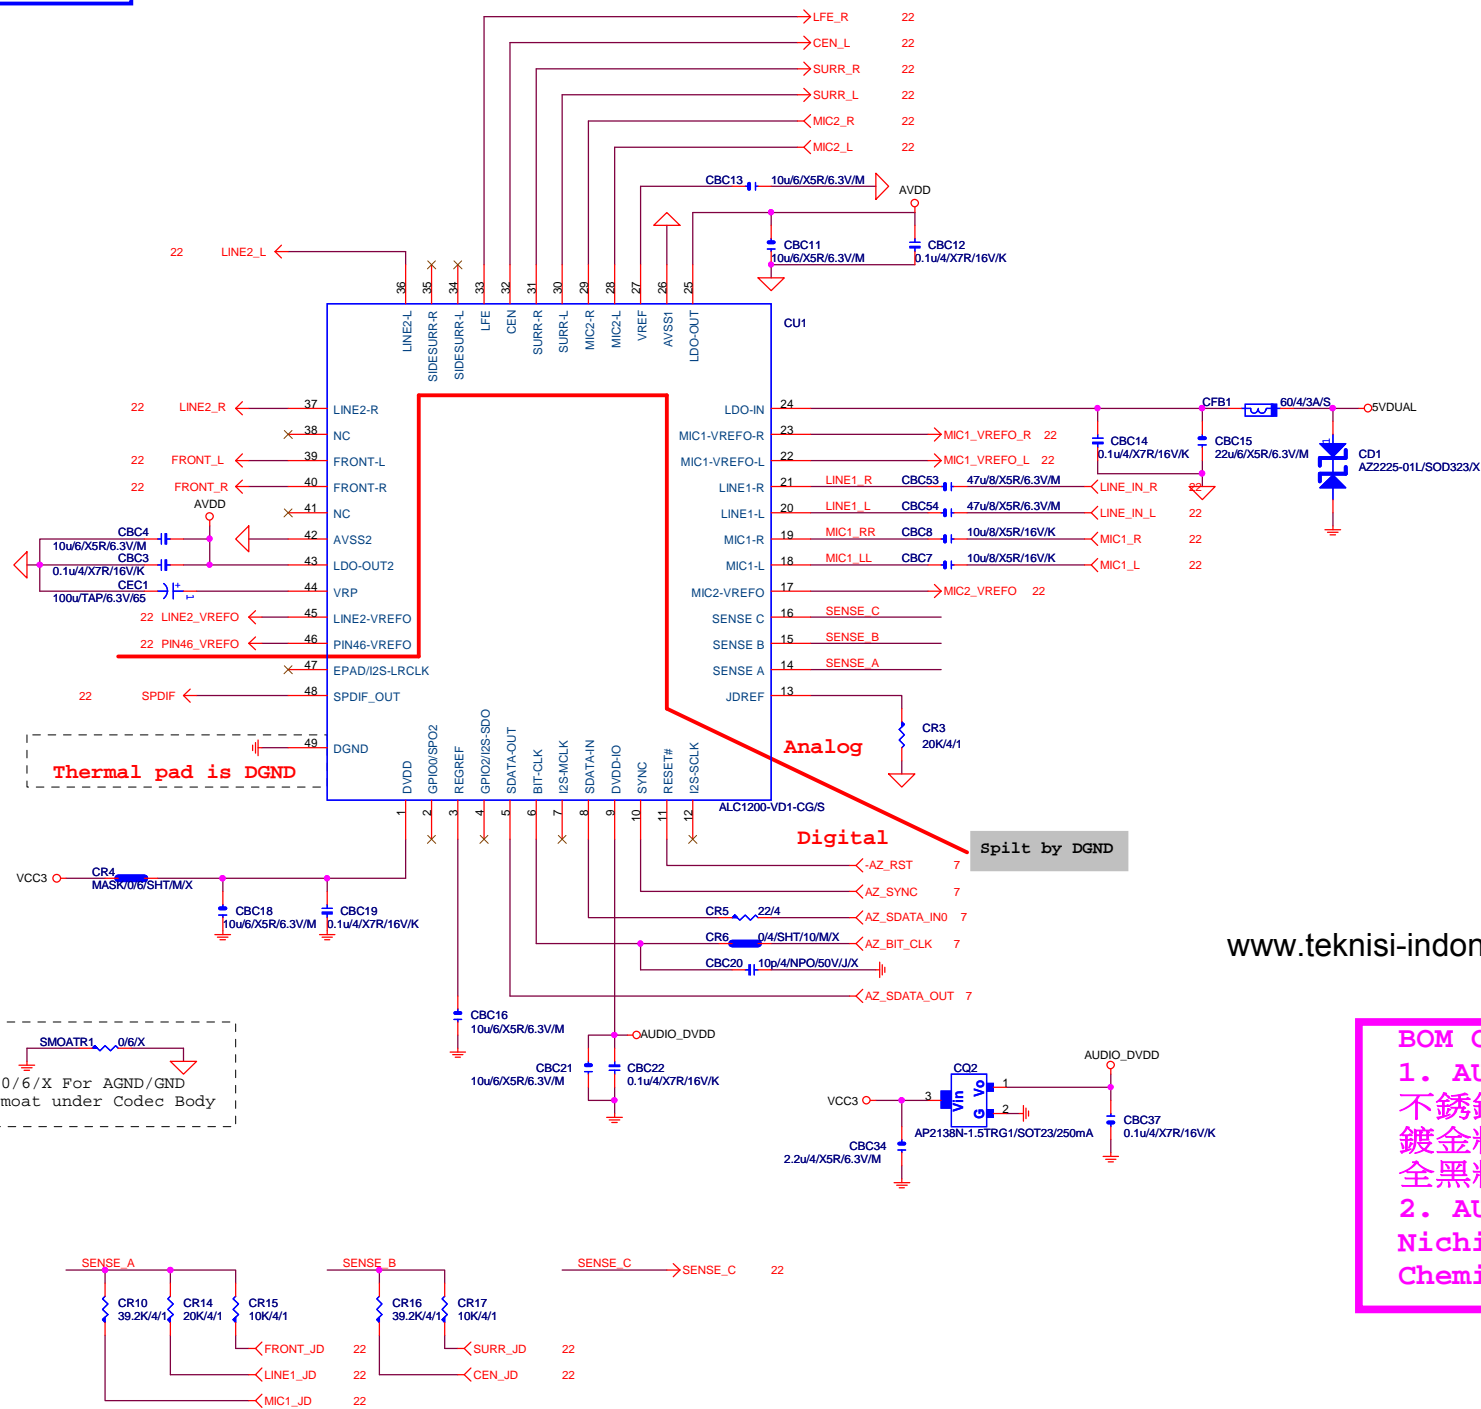 LFE_R 22
CEN_L 22
SURR_R 22
SURR_L 22
MIC2_R 22
MIC2_L 22
CBC13 10u/6/X5R/6.3V/M
AVDD
CBC11
10u/6/X5R/6.3V/M
CBC12
0.1u/4/X7R/16V/K
22 LINE2_L
36 35 34 33 32 31 30 29 28 27 26 25
LINE2-L SIDESURR-R SIDESURR-L LFE CEN SURR-R SURR-L MIC2-R MIC2-L VREF AVSS1 LDO-OUT
CU1
22 LINE2_R 37 LINE2-R
38 NC
22 FRONT_L 39 FRONT-L
22 FRONT_R 40 FRONT-R
AVDD
41 NC
CBC4
10u/6/X5R/6.3V/M
42 AVSS2
CBC3
0.1u/4/X7R/16V/K
43 LDO-OUT2
CEC1
100u/TAP/6.3V/65
+
1
44 VRP
22 LINE2_VREFO 45 LINE2-VREFO
22 PIN46_VREFO 46 PIN46-VREFO
47 EPAD/I2S-LRCLK
22 SPDIF 48 SPDIF_OUT
49 DGND
Thermal pad is DGND
LDO-IN 24
CFB1 60/4/3A/S
5VDUAL
MIC1-VREFO-R 23 MIC1_VREFO_R 22
MIC1-VREFO-L 22 MIC1_VREFO_L 22
CBC14
0.1u/4/X7R/16V/K
CBC15
22u/6/X5R/6.3V/M
1
CD1
AZ2225-01L/SOD323/X
LINE1-R 21 LINE1_R CBC53 47u/8/X5R/6.3V/M LINE_IN_R 22
LINE1-L 20 LINE1_L CBC54 47u/8/X5R/6.3V/M LINE_IN_L 22
MIC1-R 19 MIC1_RR CBC8 10u/8/X5R/16V/K MIC1_R 22
MIC1-L 18 MIC1_LL CBC7 10u/8/X5R/16V/K MIC1_L 22
MIC2-VREFO 17 MIC2_VREFO 22
SENSE C 16 SENSE_C
SENSE B 15 SENSE_B
SENSE A 14 SENSE_A
JDREF 13
CR3
20K/4/1
Analog
DVDD GPIO0/SPO2 REGREF GPIO2/I2S-SDO SDATA-OUT BIT-CLK I2S-MCLK SDATA-IN DVDD-IO SYNC RESET# I2S-SCLK
1 2 3 4 5 6 7 8 9 10 11 12
ALC1200-VD1-CG/S
Digital
Spilt by DGND
VCC3
CR4
MASK/0/6/SHT/M/X
CBC18
10u/6/X5R/6.3V/M
CBC19
0.1u/4/X7R/16V/K
-AZ_RST 7
AZ_SYNC 7
CR5 22/4 AZ_SDATA_IN0 7
CR6 0/4/SHT/10/M/X AZ_BIT_CLK 7
CBC20 10p/4/NPO/50V/J/X
AZ_SDATA_OUT 7
www.teknisi-indon
CBC16
10u/6/X5R/6.3V/M
AUDIO_DVDD
CBC21
10u/6/X5R/6.3V/M
CBC22
0.1u/4/X7R/16V/K
SMOATR1 0/6/X
0/6/X For AGND/GND
moat under Codec Body
VCC3
CQ2
3 Vin Vo 1
G 2
AP2138N-1.5TRG1/SOT23/250mA
AUDIO_DVDD
CBC34
2.2u/4/X5R/6.3V/M
CBC37
0.1u/4/X7R/16V/K
BOM
1. AU
不銹
鍍金
全黑
2. AU
Nichi
Chemi
SENSE_A
CR10
39.2K/4/1
CR14
20K/4/1
CR15
10K/4/1
FRONT_JD 22
LINE1_JD 22
MIC1_JD 22
SENSE_B
CR16
39.2K/4/1
CR17
10K/4/1
SURR_JD 22
CEN_JD 22
SENSE_C SENSE_C 22